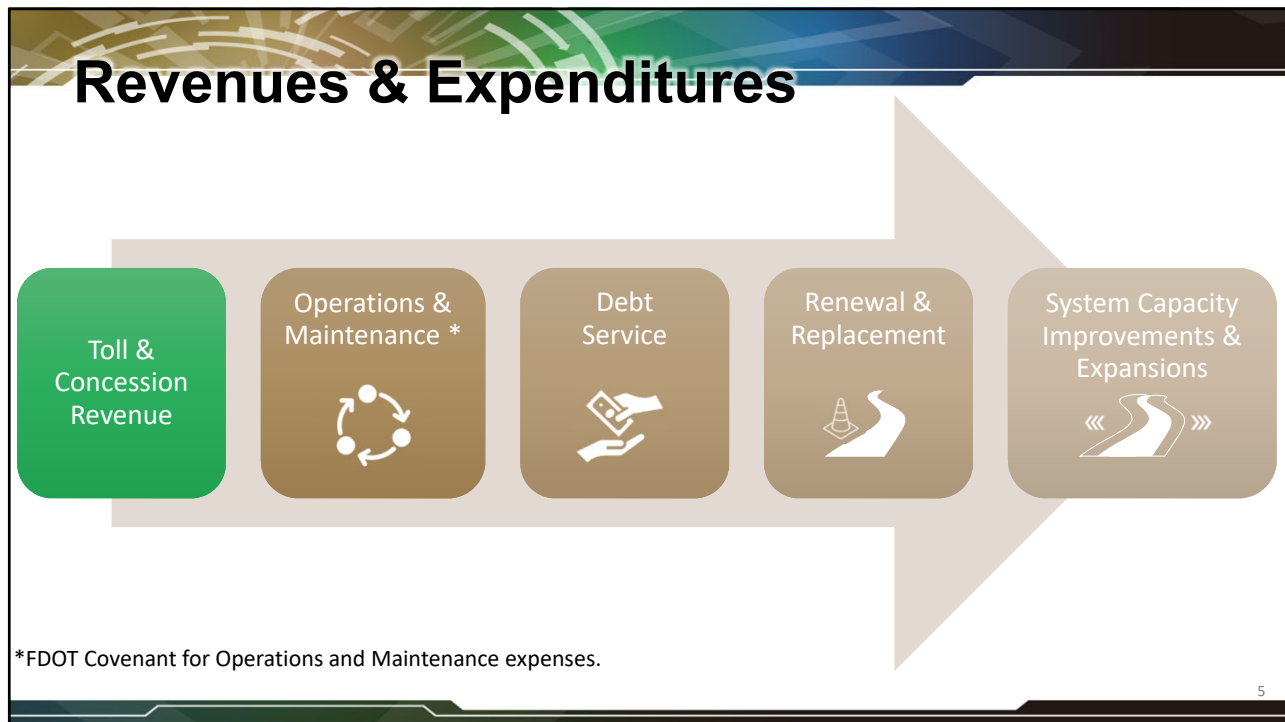 Revenues & Expenditures
Toll &
Concession
Revenue
Operations &
Maintenance *
Debt
Service
Renewal &
Replacement
System Capacity
Improvements &
Expansions
*FDOT Covenant for Operations and Maintenance expenses.
5